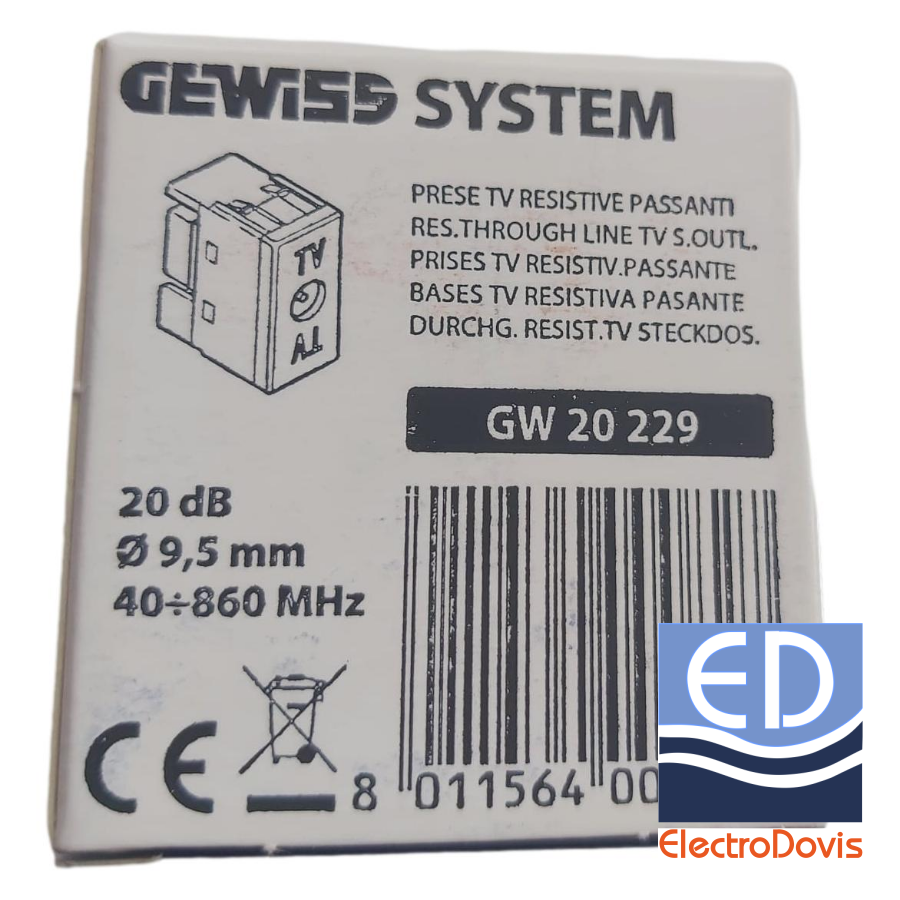 GEWISS SYSTEM
TV
TV
PRESE TV RESISTIVE PASSANTI
RES.THROUGH LINE TV S.OUTL.
PRISES TV RESISTIV.PASSANTE
BASES TV RESISTIVA PASANTE
DURCHG. RESIST.TV STECKDOS.
GW 20 229
20 dB
Ø 9,5 mm
40÷860 MHz
CE
8 011564 00
ED
ElectroDovis